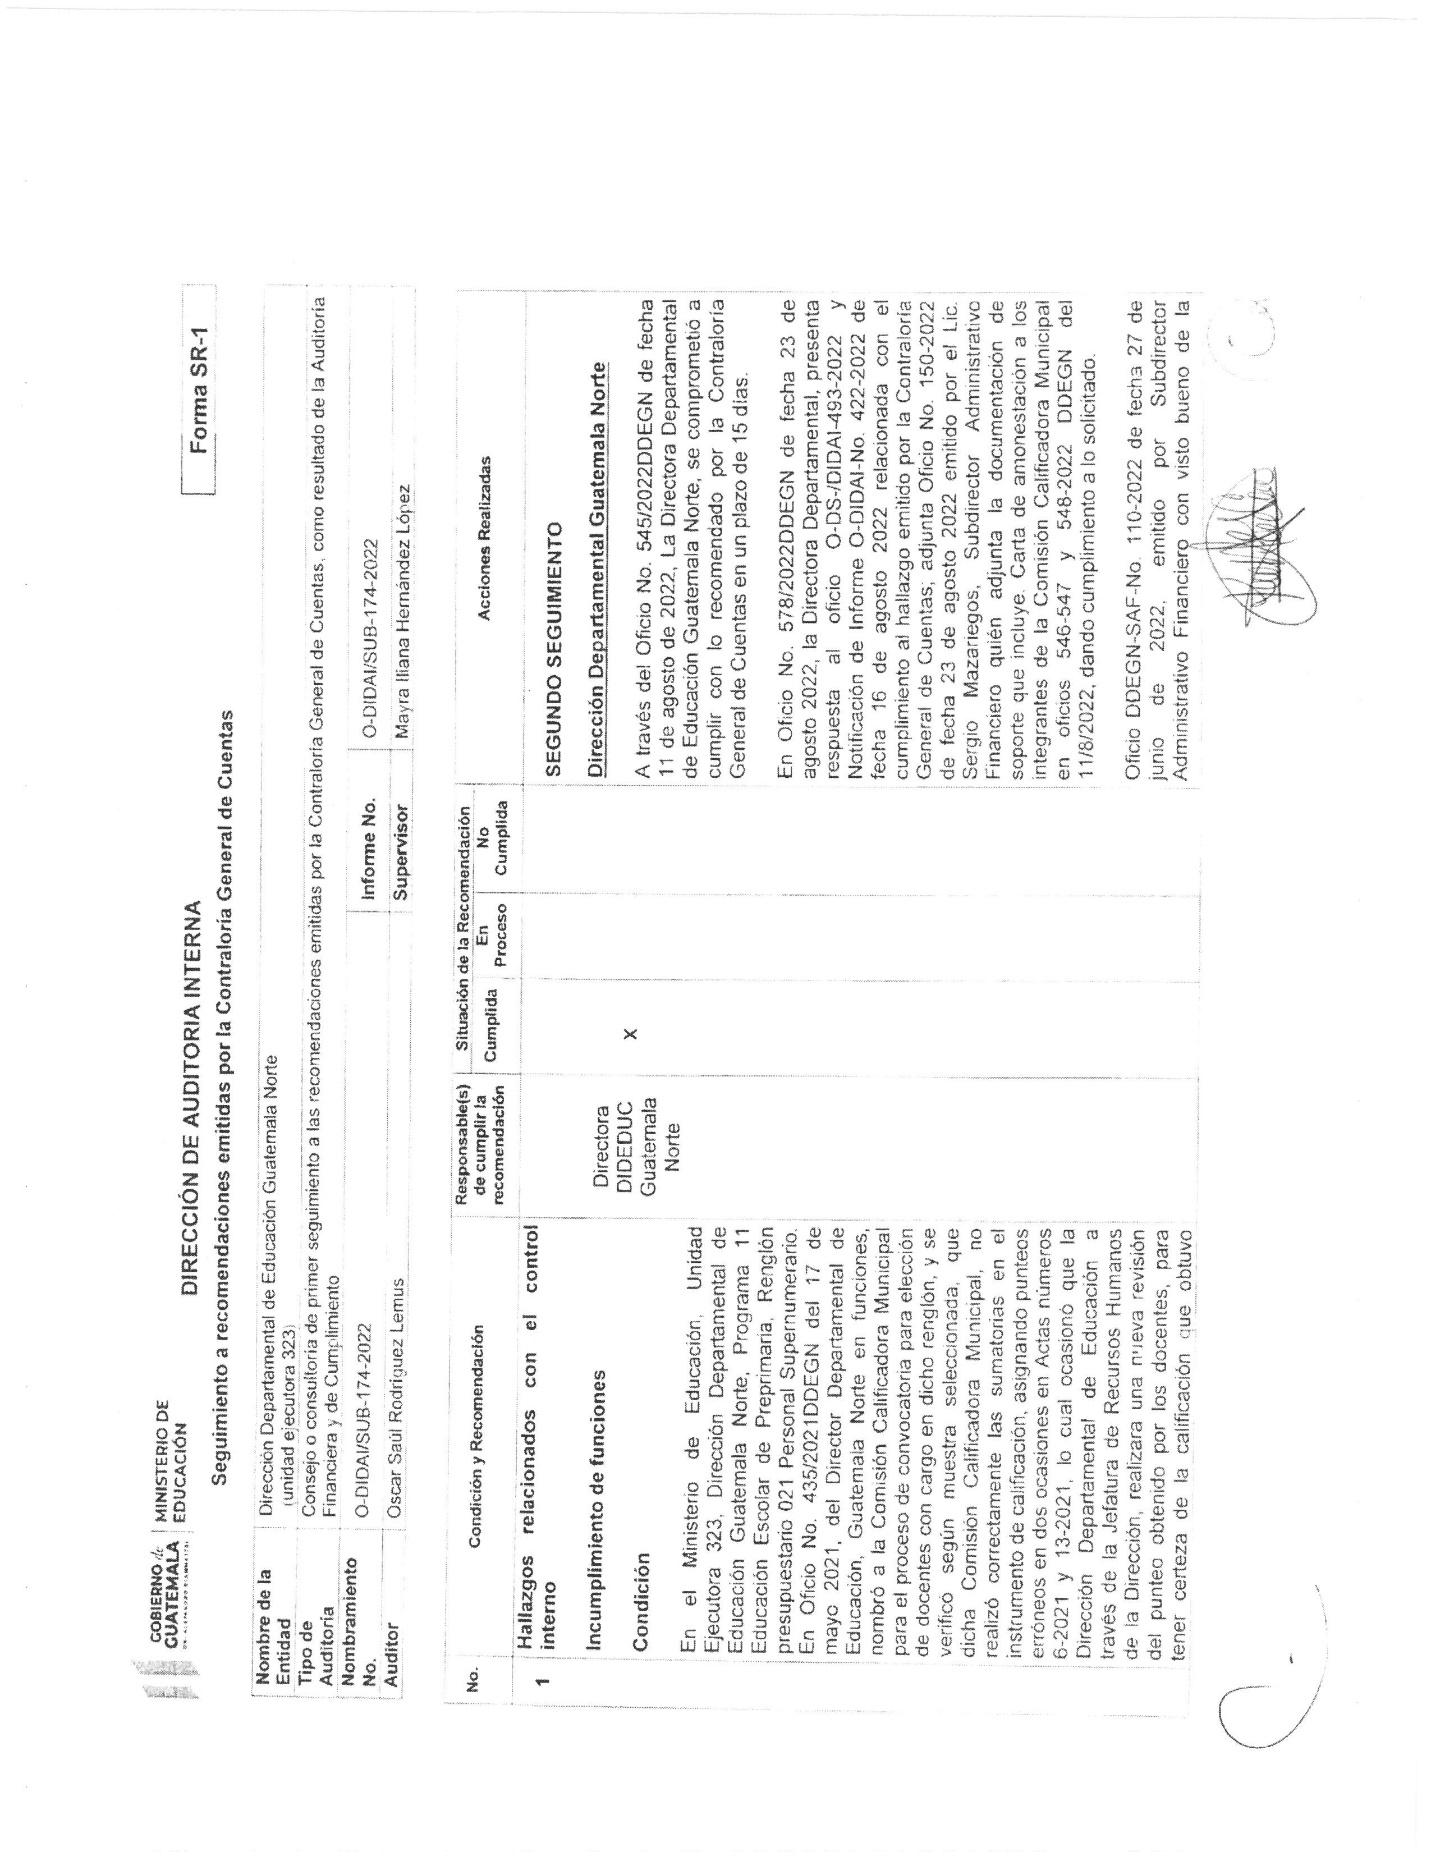 GOBIERNO de
GUATEMALA
MINISTERIO DE
EDUCACIÓN
DIRECCIÓN DE AUDITORIA INTERNA
Forma SR-1
Seguimiento a recomendaciones emitidas por la Contraloría General de Cuentas
Nombre de la
Entidad
Dirección Departamental de Educación Guatemala Norte
(unidad ejecutora 323)
Tipo de
Auditoria
Consejo o consultoría de primer seguimiento a las recomendaciones emitidas por la Contraloría General de Cuentas, como resultado de la Auditoría
Financiera y de Cumplimiento
Nombramiento
No.
O-DIDAI/SUB-174-2022
Informe No.
O-DIDAI/SUB-174-2022
Auditor
Oscar Saúl Rodriguez Lemus
Supervisor
Mayra Iliana Hernández López
No.
Condición y Recomendación
Responsable(s)
de cumplir la
recomendación
Situación de la Recomendación
Cumplida
En
Proceso
No
Cumplida
Acciones Realizadas
1
Hallazgos relacionados con el control
interno
Incumplimiento de funciones
Condición
En el Ministerio de Educación, Unidad
Ejecutora 323, Dirección Departamental de
Educación Guatemala Norte, Programa 11
Educación Escolar de Preprimaria, Renglón
presupuestario 021 Personal Supernumerario.
En Oficio No. 435/2021DDEGN del 17 de
mayo 2021, del Director Departamental de
Educación, Guatemala Norte en funciones,
nombró a la Comisión Calificadora Municipal
para el proceso de convocatoria para elección
de docentes con cargo en dicho renglón, y se
verificó según muestra seleccionada, que
dicha Comisión Calificadora Municipal, no
realizó correctamente las sumatorias en el
instrumento de calificación, asignando punteos
erróneos en dos ocasiones en Actas números
6-2021 y 13-2021, lo cual ocasionó que la
Dirección Departamental de Educación a
través de la Jefatura de Recursos Humanos
de la Dirección, realizara una nueva revisión
del punteo obtenido por los docentes, para
tener certeza de la calificación que obtuvo
Directora
DIDEDUC
Guatemala
Norte
X
SEGUNDO SEGUIMIENTO
Dirección Departamental Guatemala Norte
A través del Oficio No. 545/2022DDEGN de fecha
11 de agosto de 2022, La Directora Departamental
de Educación Guatemala Norte, se comprometió a
cumplir con lo recomendado por la Contraloría
General de Cuentas en un plazo de 15 días.
En Oficio No. 578/2022DDEGN de fecha 23 de
agosto 2022, la Directora Departamental, presenta
respuesta al oficio O-DS-/DIDAI-493-2022 y
Notificación de Informe O-DIDAI-No. 422-2022 de
fecha 16 de agosto 2022 relacionada con el
cumplimiento al hallazgo emitido por la Contraloría
General de Cuentas; adjunta Oficio No. 150-2022
de fecha 23 de agosto 2022 emitido por el Lic.
Sergio Mazariegos, Subdirector Administrativo
Financiero quién adjunta la documentación de
soporte que incluye. Carta de amonestación a los
integrantes de la Comisión Calificadora Municipal
en oficios 546-547 y 548-2022 DDEGN del
11/8/2022, dando cumplimiento a lo solicitado.
Oficio DDEGN-SAF-No. 110-2022 de fecha 27 de
junio de 2022, emitido por Subdirector
Administrativo Financiero con visto bueno de la